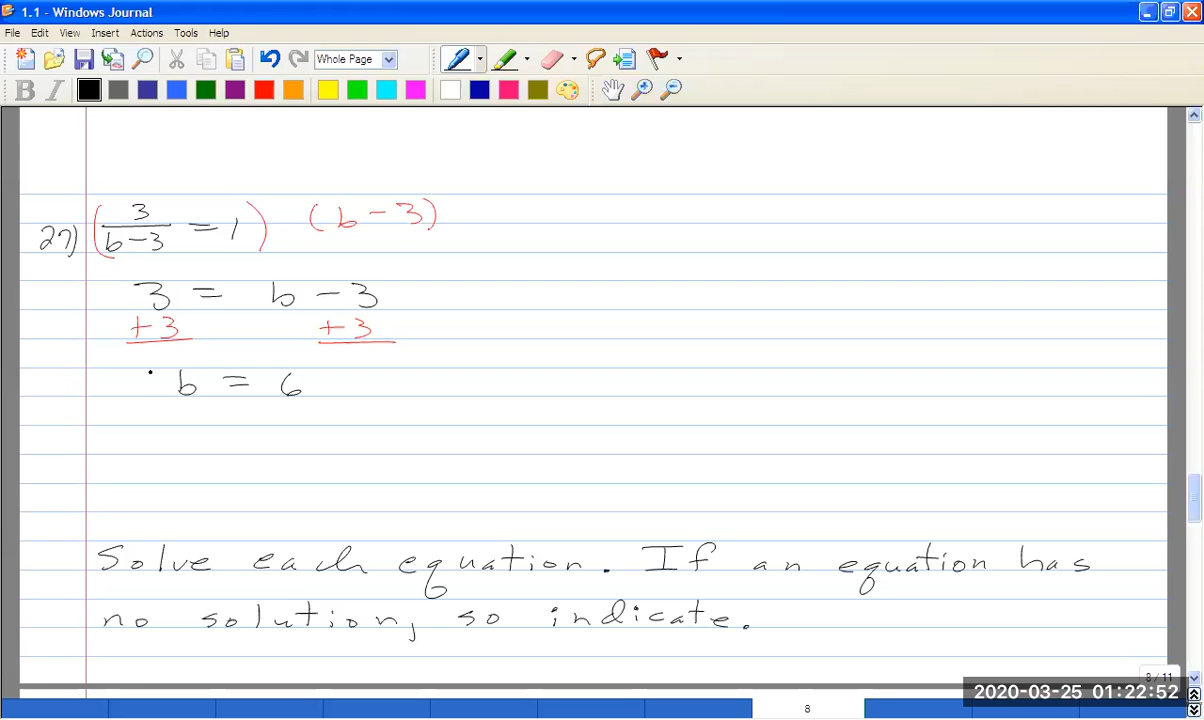 1.1 - Windows Journal
File Edit View Insert Actions Tools Help
Whole Page
B I
27) ( 3/(b-3) = 1 ) (b - 3)
3 = b - 3
+3 +3
b = 6
Solve each equation. If an equation has
no solution, so indicate.
8 / 11
2020-03-25 01:22:52
8